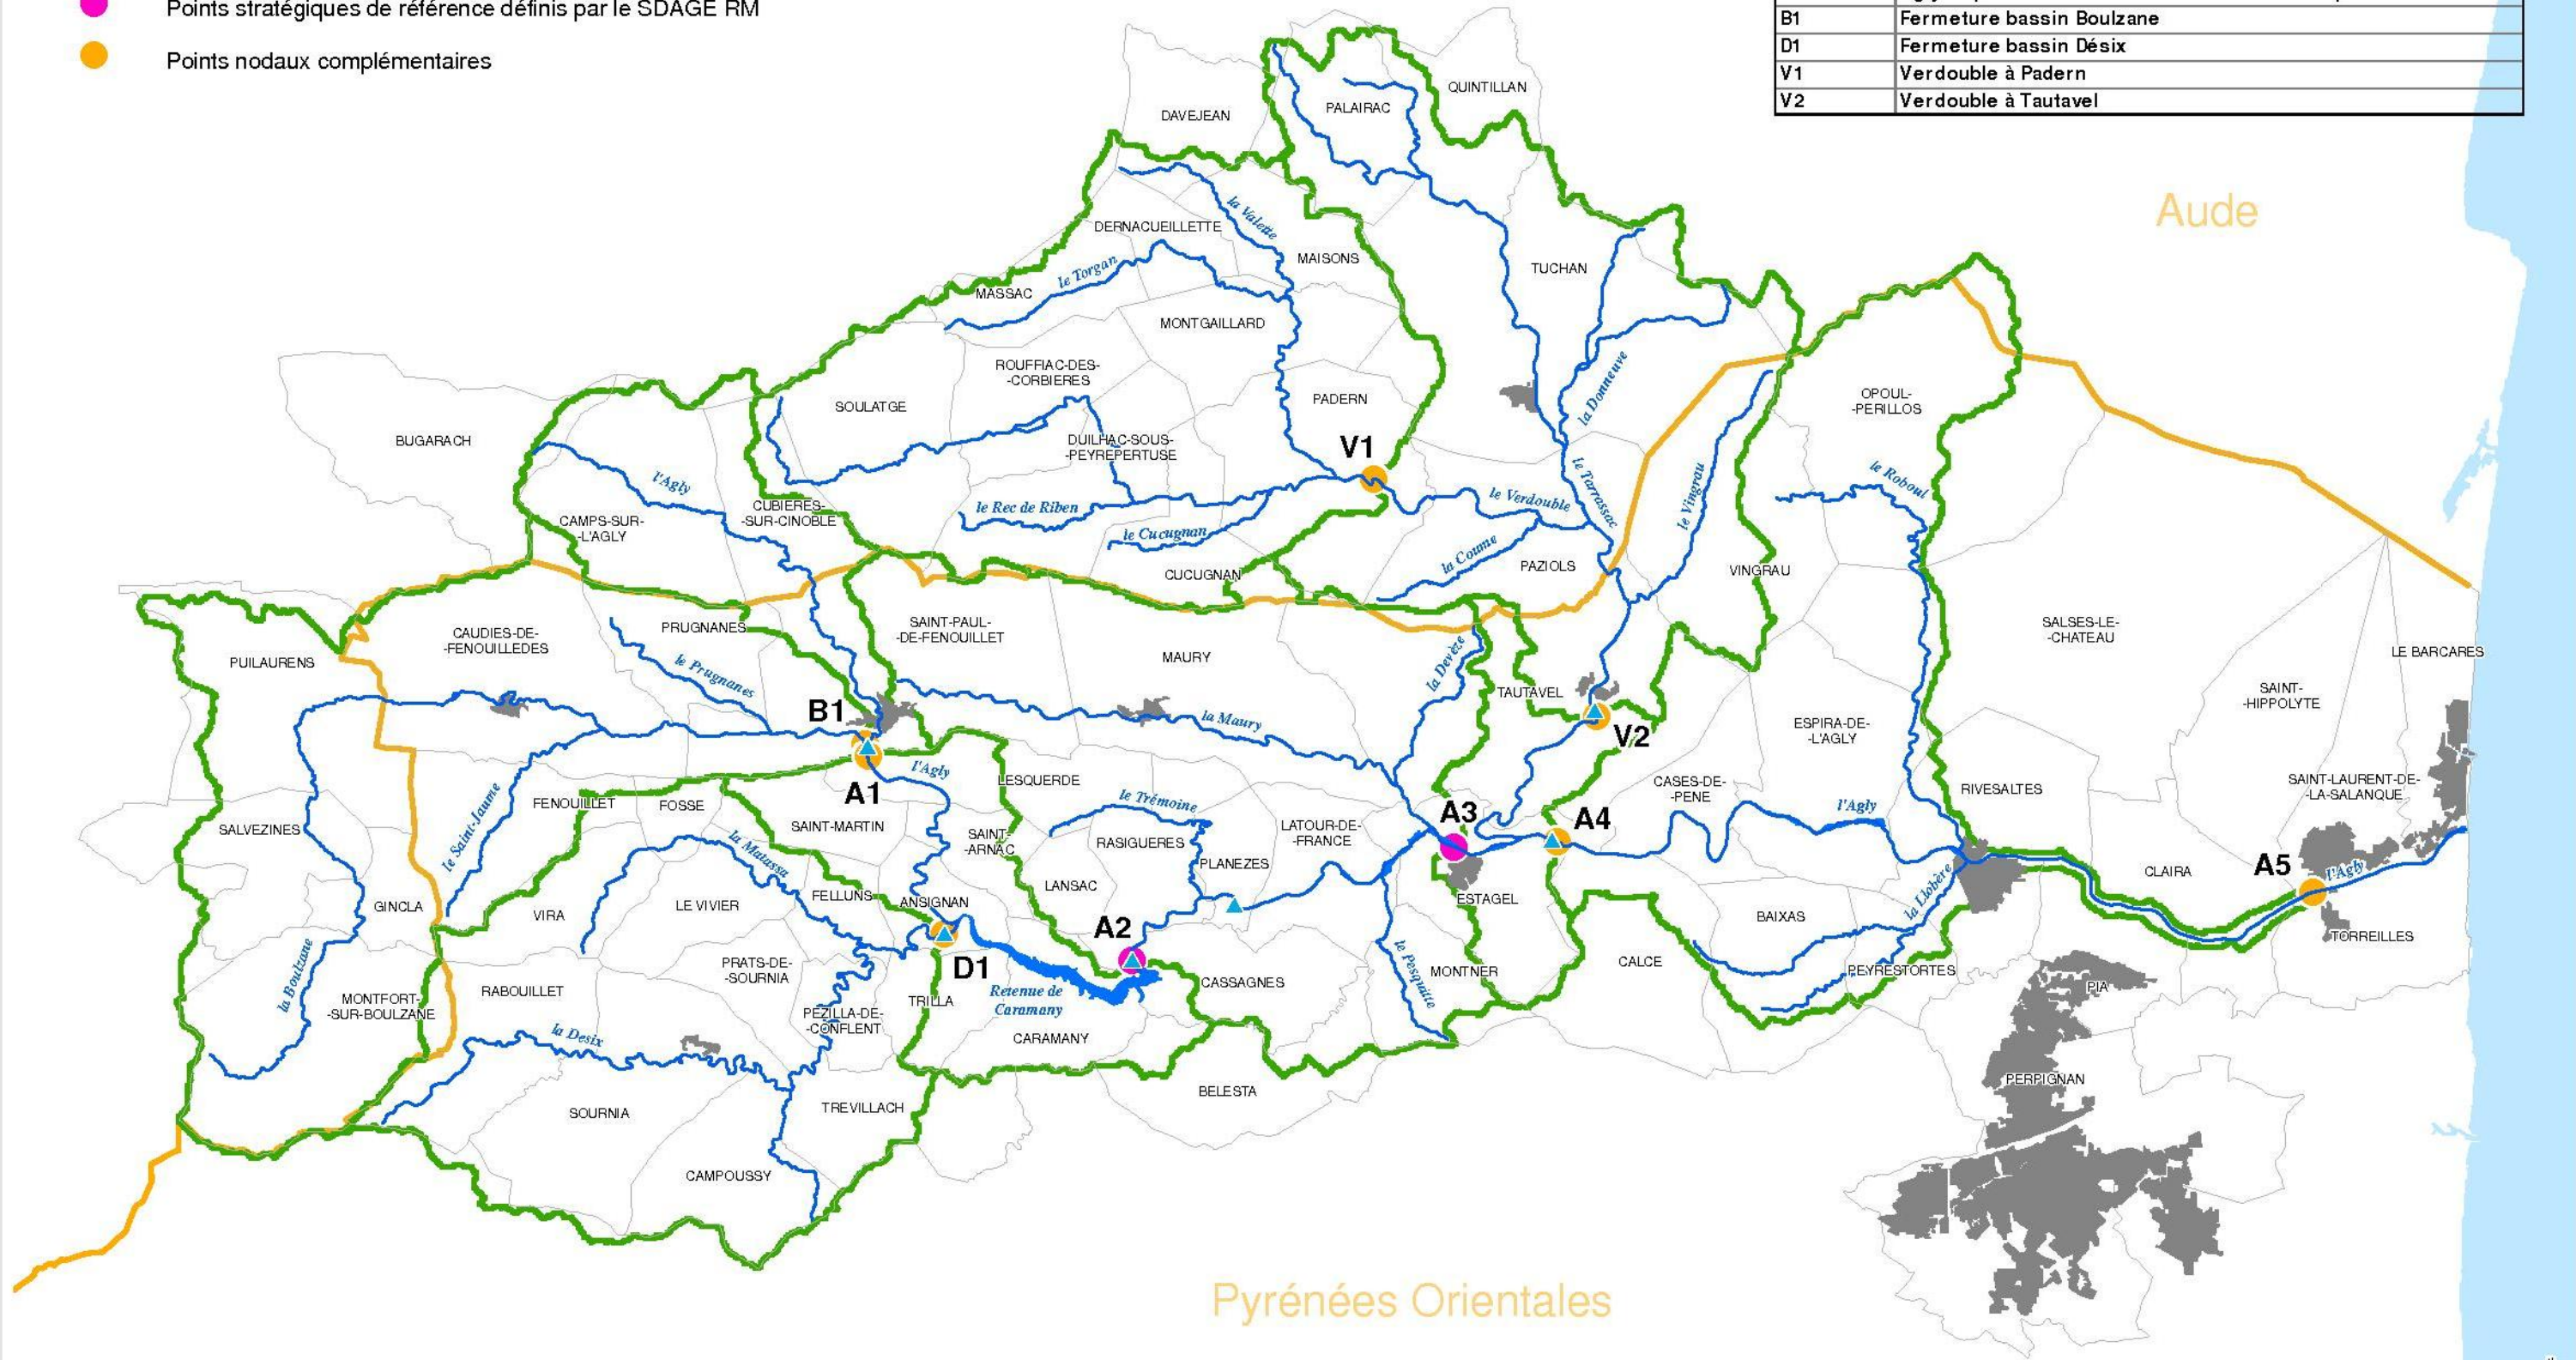 Points stratégiques de référence définis par le SDAGE RM
Points nodaux complémentaires
B1 Fermeture bassin Boulzane
D1 Fermeture bassin Désix
V1 Verdouble à Padern
V2 Verdouble à Tautavel
Aude
QUINTILLAN
PALAIRAC
DAVEJEAN
la Valette
DERNACUEILLETTE
MAISONS
TUCHAN
le Torgan
MASSAC
MONTGAILLARD
ROUFFIAC-DES-
-CORBIERES
la Donneuve
SOULATGE
PADERN
OPOUL-
-PERILLOS
BUGARACH
DUILHAC-SOUS-
-PEYREPERTUSE
V1
l'Agly
le Tarrassac
le Vingrau
le Roboul
CUBIERES-
-SUR-CINOBLE
le Rec de Riben
le Verdouble
CAMPS-SUR-
-L'AGLY
le Cucugnan
la Coume
PAZIOLS
CUCUGNAN
VINGRAU
CAUDIES-DE-
-FENOUILLEDES
PRUGNANES
SAINT-PAUL-
-DE-FENOUILLET
SALSES-LE-
-CHATEAU
PUILAURENS
le Prugnanes
MAURY
la Devèze
LE BARCARES
TAUTAVEL
SAINT-
-HIPPOLYTE
B1
la Maury
V2
ESPIRA-DE-
-L'AGLY
l'Agly
LESQUERDE
CASES-DE-
-PENE
RIVESALTES
SAINT-LAURENT-DE-
-LA-SALANQUE
A1
FENOUILLET
FOSSE
le Trémoine
A3
A4
l'Agly
SALVEZINES
le Saint-Jaume
SAINT-MARTIN
SAINT-
-ARNAC
RASIGUERES
LATOUR-DE-
-FRANCE
la Matassa
PLANEZES
A5
l'Agly
CLAIRA
LANSAC
FELLUNS
ANSIGNAN
ESTAGEL
la Llobère
GINCLA
VIRA
LE VIVIER
BAIXAS
A2
TORREILLES
la Boulzane
PRATS-DE-
-SOURNIA
D1
le Pesquitte
MONTNER
CALCE
PEYRESTORTES
CASSAGNES
PIA
RABOUILLET
MONTFORT-
-SUR-BOULZANE
TRILLA
Retenue de
Caramany
PEZILLA-DE-
-CONFLENT
la Desix
CARAMANY
PERPIGNAN
BELESTA
SOURNIA
TREVILLACH
CAMPOUSSY
Pyrénées Orientales